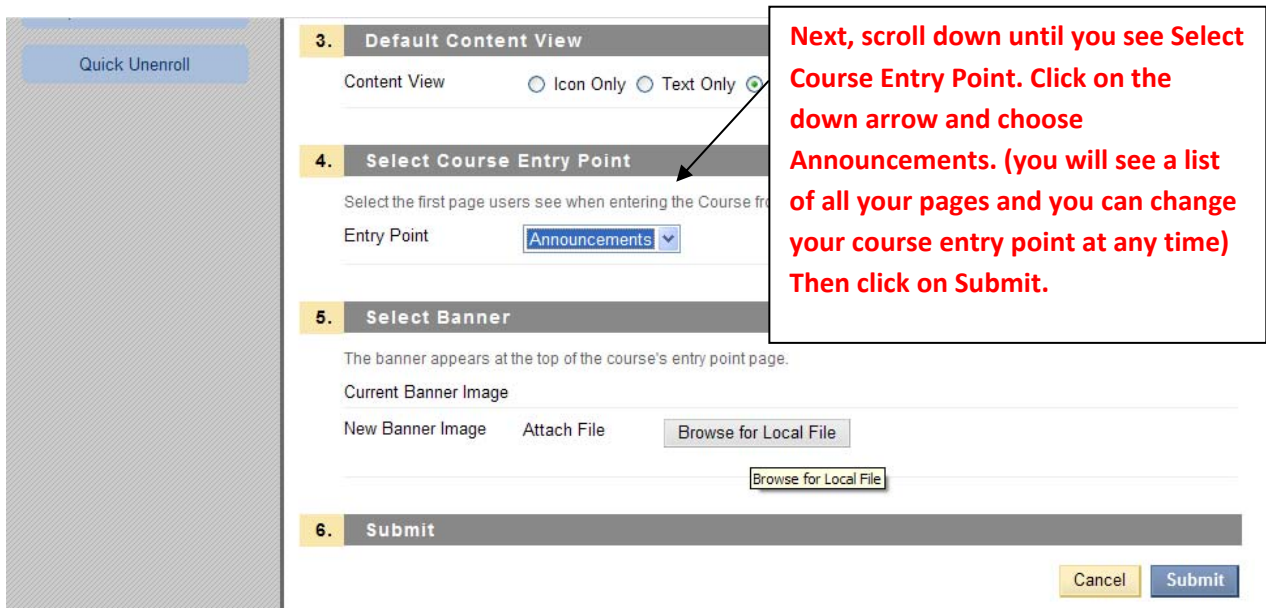 Quick Unenroll
3. Default Content View
Content View Icon Only Text Only
4. Select Course Entry Point
Select the first page users see when entering the Course
Entry Point Announcements
5. Select Banner
The banner appears at the top of the course's entry point page.
Current Banner Image
New Banner Image Attach File Browse for Local File
Browse for Local File
6. Submit
Cancel Submit
Next, scroll down until you see Select
Course Entry Point. Click on the
down arrow and choose
Announcements. (you will see a list
of all your pages and you can change
your course entry point at any time)
Then click on Submit.